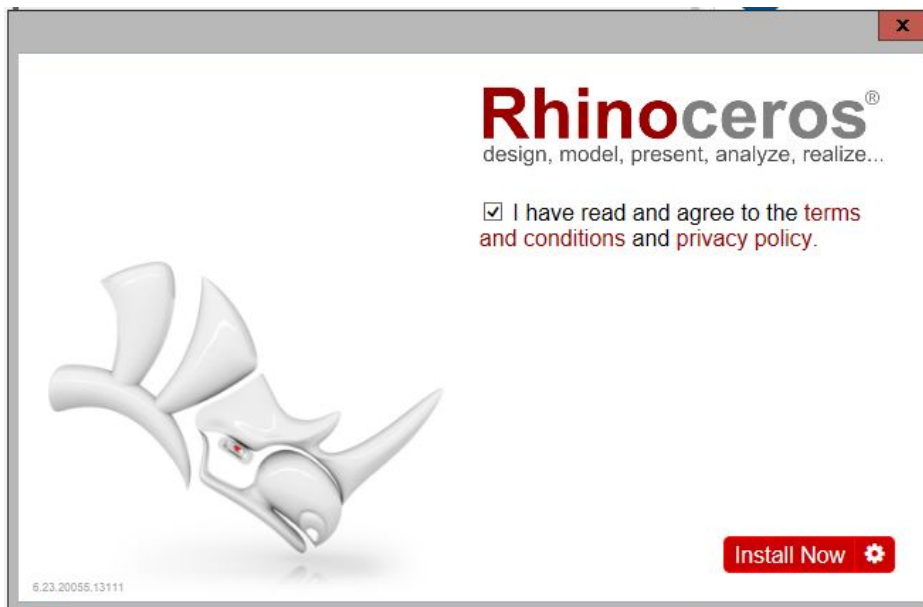 x
Rhinoceros®
design, model, present, analyze, realize...
I have read and agree to the terms
and conditions and privacy policy.
Install Now
6.23.20055.13111